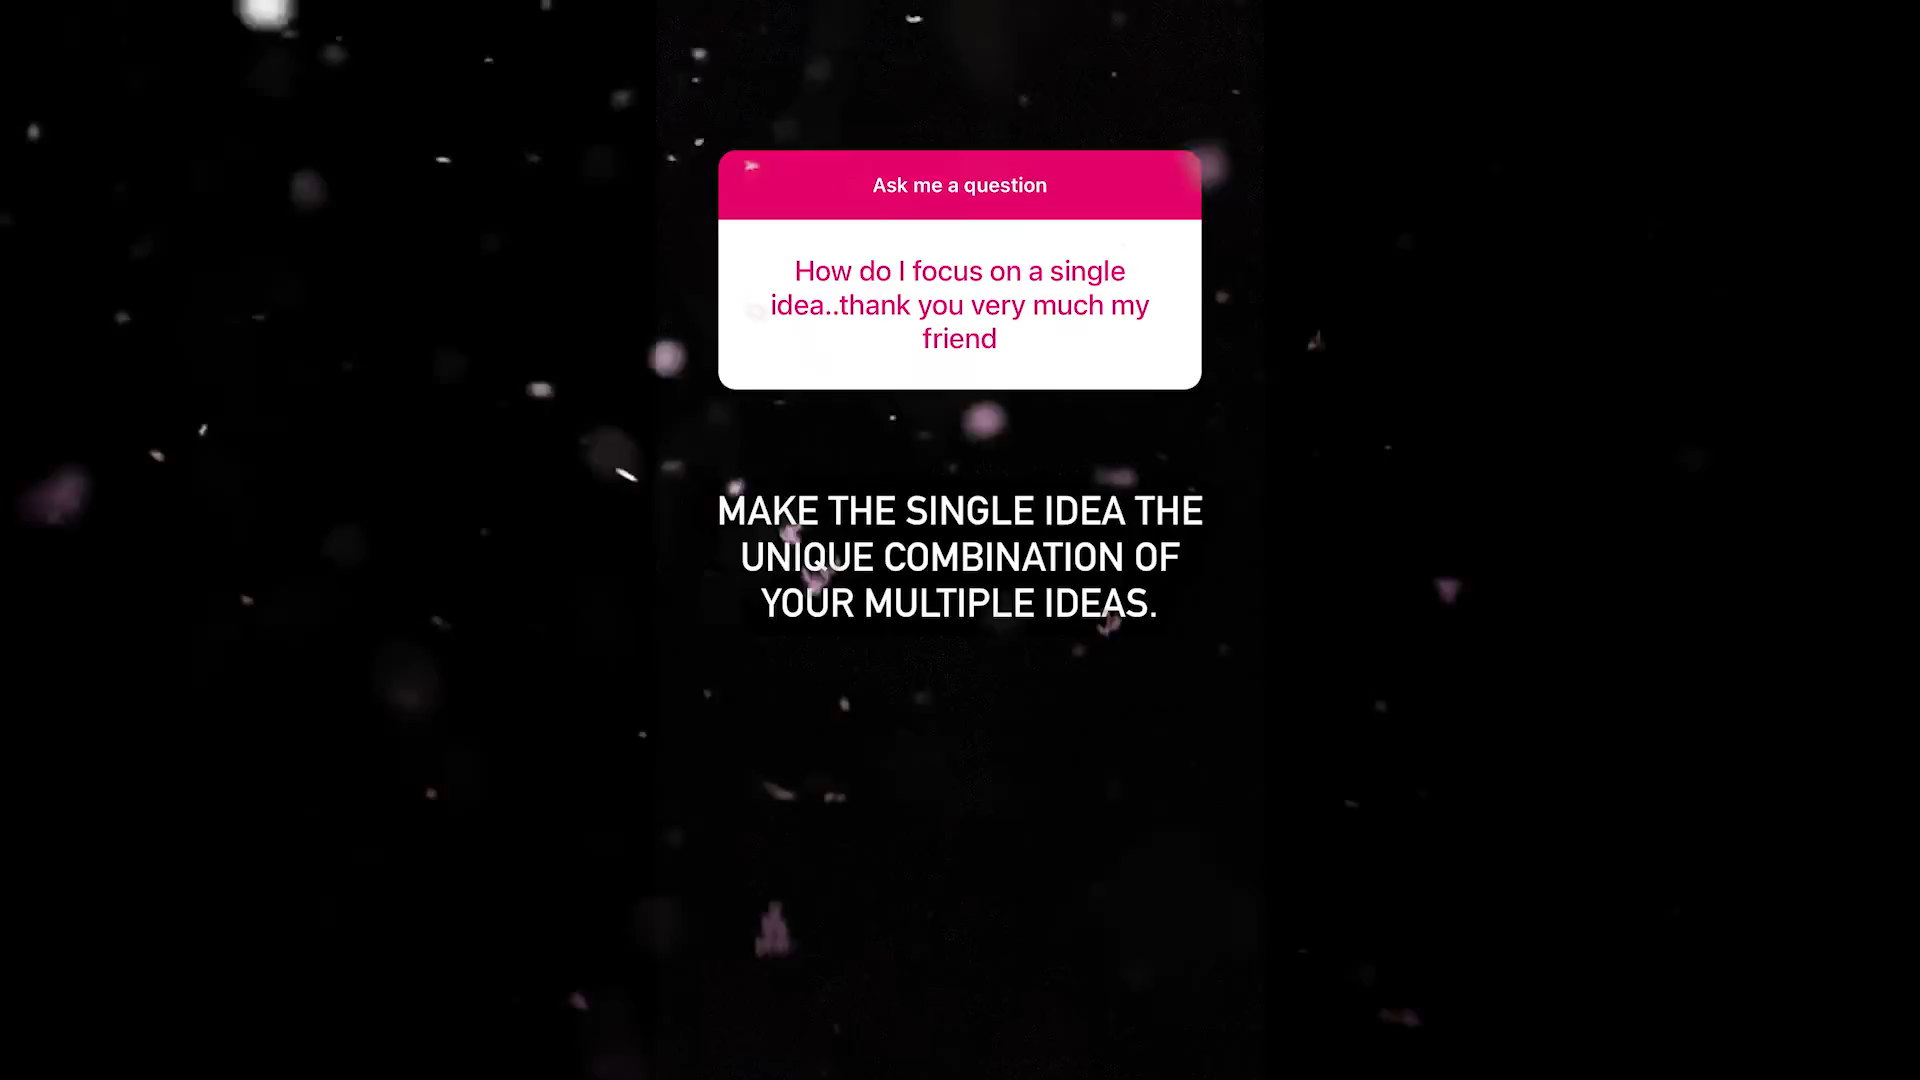 Ask me a question
How do I focus on a single
idea..thank you very much my
friend
MAKE THE SINGLE IDEA THE
UNIQUE COMBINATION OF
YOUR MULTIPLE IDEAS.